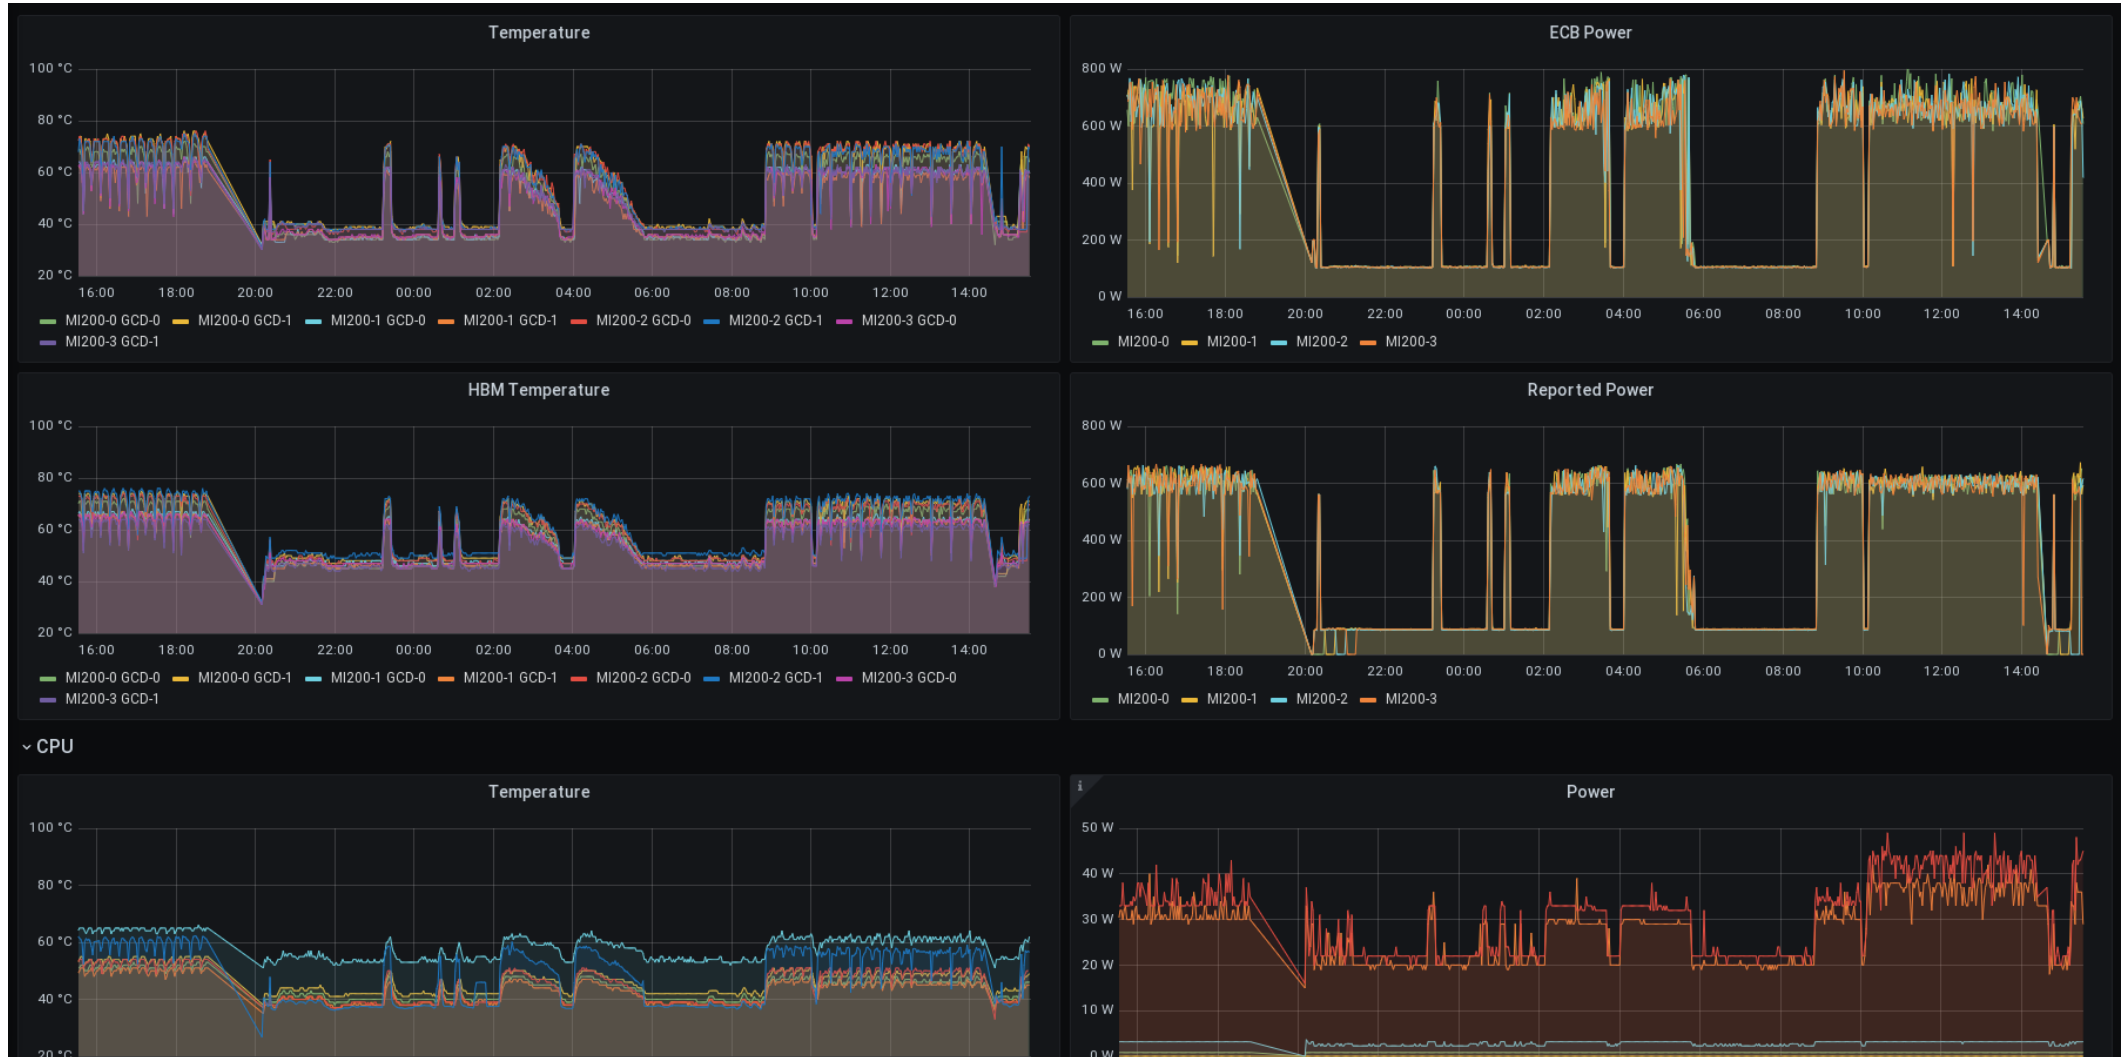 Temperature
100 °C
80 °C
60 °C
40 °C
20 °C
16:00 18:00 20:00 22:00 00:00 02:00 04:00 06:00 08:00 10:00 12:00 14:00
MI200-0 GCD-0 MI200-0 GCD-1 MI200-1 GCD-0 MI200-1 GCD-1 MI200-2 GCD-0 MI200-2 GCD-1 MI200-3 GCD-0
MI200-3 GCD-1
ECB Power
800 W
600 W
400 W
200 W
0 W
16:00 18:00 20:00 22:00 00:00 02:00 04:00 06:00 08:00 10:00 12:00 14:00
MI200-0 MI200-1 MI200-2 MI200-3
HBM Temperature
100 °C
80 °C
60 °C
40 °C
20 °C
16:00 18:00 20:00 22:00 00:00 02:00 04:00 06:00 08:00 10:00 12:00 14:00
MI200-0 GCD-0 MI200-0 GCD-1 MI200-1 GCD-0 MI200-1 GCD-1 MI200-2 GCD-0 MI200-2 GCD-1 MI200-3 GCD-0
MI200-3 GCD-1
Reported Power
800 W
600 W
400 W
200 W
0 W
16:00 18:00 20:00 22:00 00:00 02:00 04:00 06:00 08:00 10:00 12:00 14:00
MI200-0 MI200-1 MI200-2 MI200-3
CPU
Temperature
100 °C
80 °C
60 °C
40 °C
20 °C
i
Power
50 W
40 W
30 W
20 W
10 W
0 W